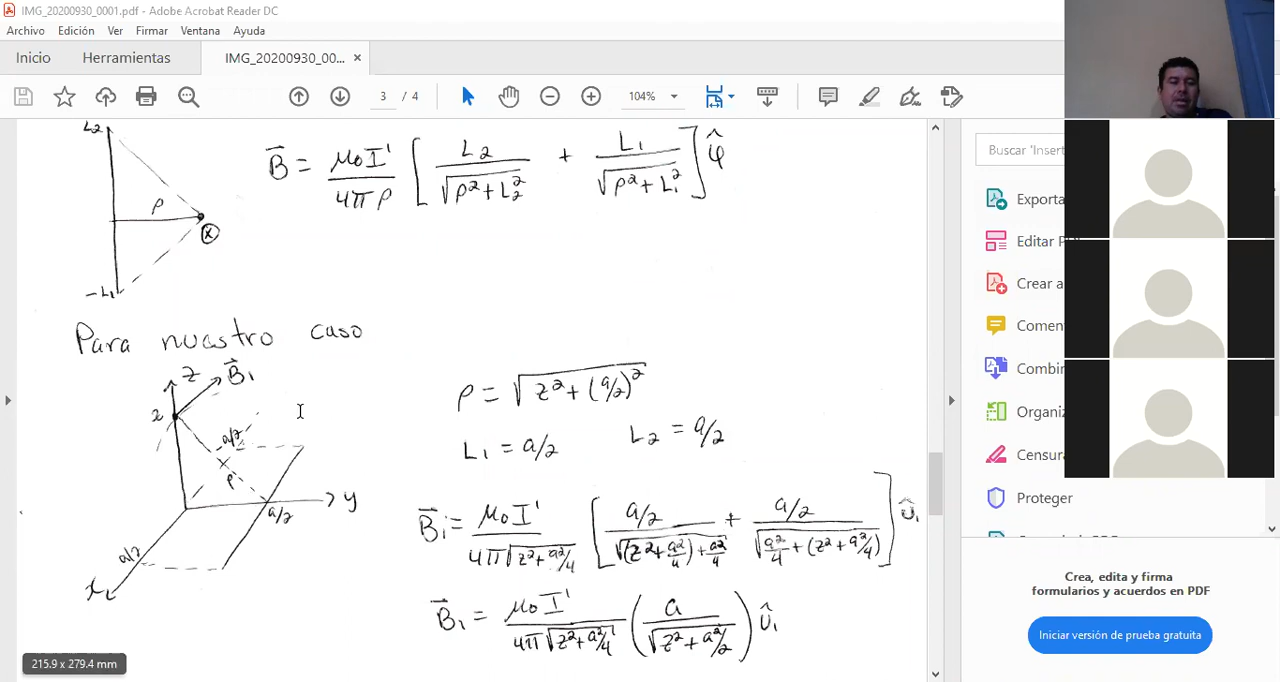 IMG_20200930_0001.pdf - Adobe Acrobat Reader DC
Archivo Edición Ver Firmar Ventana Ayuda
Inicio Herramientas IMG_20200930_00... ×
3 / 4 104%
L2
ρ
-L1
B⃗ = μ₀I' / 4πρ [ L₂ / √(ρ²+L₂²) + L₁ / √(ρ²+L₁²) ] φ̂
Para nuestro caso
z B⃗₁
z
a/2
ρ
a/2 y
a/2
x
ρ = √(z²+(a/2)²)
L₁ = a/2 L₂ = a/2
B⃗₁ = μ₀I' / 4π√(z²+a²/4) [ a/2 / √((z²+a²/4)+a²/4) + a/2 / √(a²/4+(z²+a²/4)) ] û₁
B⃗₁ = μ₀I' / 4π√(z²+a²/4) ( a / √(z²+a²/2) ) û₁
215.9 x 279.4 mm
Buscar 'Insert
Exporta
Editar PD
Crear a
Comen
Combin
Organiz
Censura
Proteger
Crea, edita y firma
formularios y acuerdos en PDF
Iniciar versión de prueba gratuita